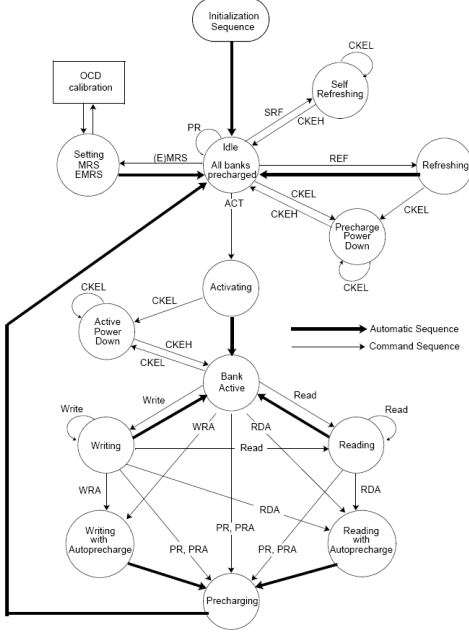 Initialization
Sequence
CKEL
OCD
calibration
Self
Refreshing
SRF
CKEH
PR
Idle
All banks
precharged
Setting
MRS
EMRS
(E)MRS
REF
Refreshing
CKEL
CKEH
CKEL
ACT
Precharge
Power
Down
CKEL
Activating
CKEL
CKEL
Active
Power
Down
CKEH
CKEL
Automatic Sequence
Command Sequence
Bank
Active
Write
Read
Write
Read
WRA
RDA
Writing
Read
Reading
WRA
RDA
RDA
Writing
with
Autoprecharge
PR, PRA
PR, PRA
PR, PRA
Reading
with
Autoprecharge
Precharging